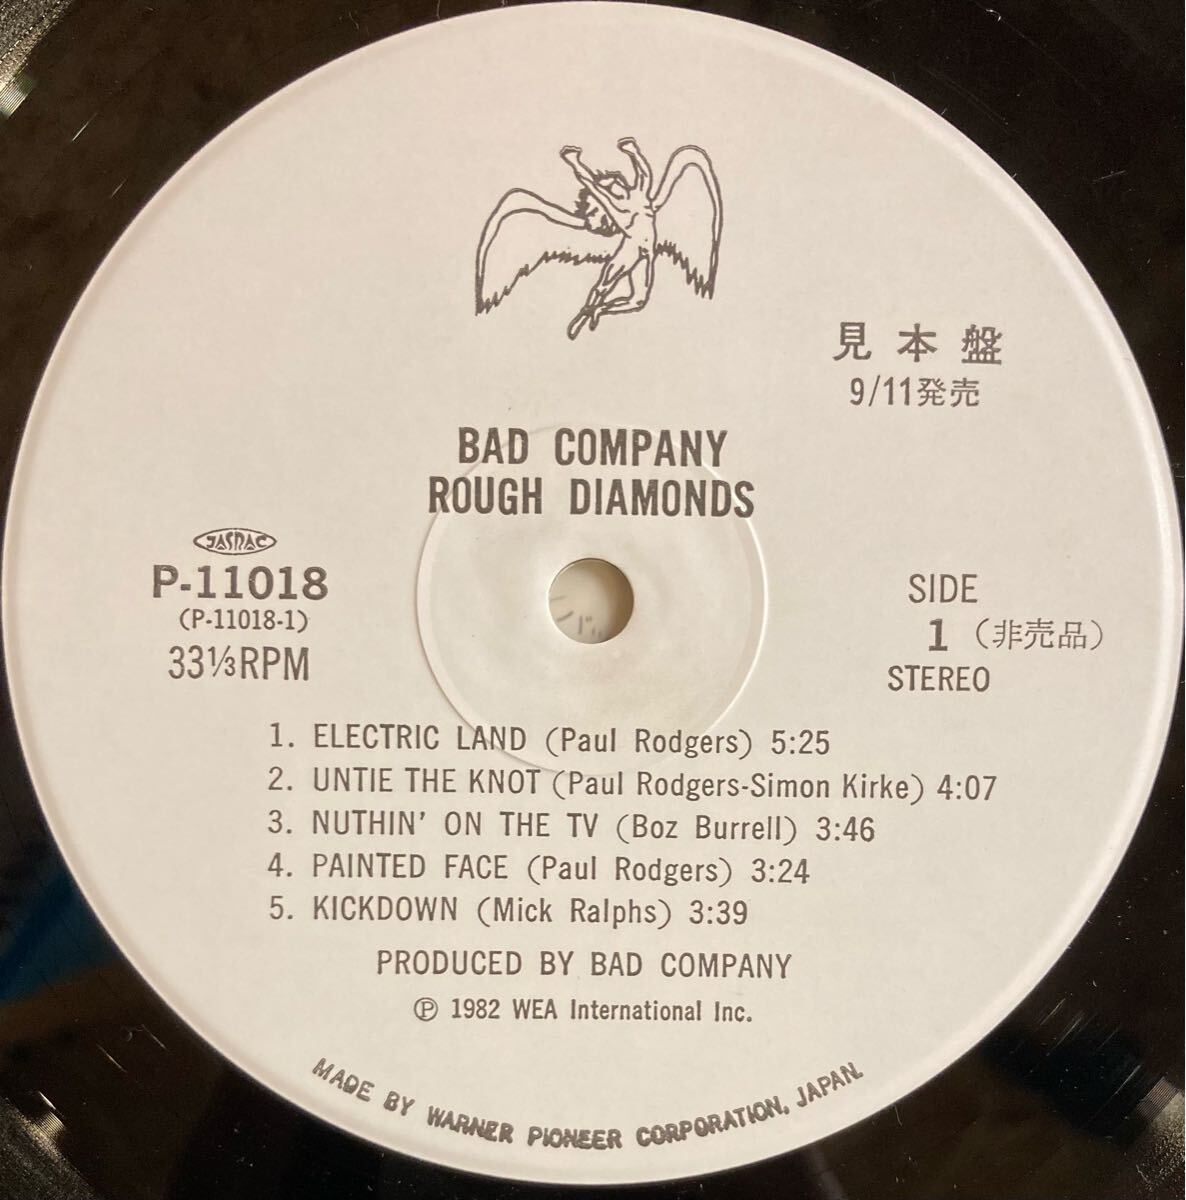 見本盤
9/11発売
BAD COMPANY
ROUGH DIAMONDS
JASRAC
P-11018
(P-11018-1)
33⅓RPM
SIDE
1 (非売品)
STEREO
1. ELECTRIC LAND (Paul Rodgers) 5:25
2. UNTIE THE KNOT (Paul Rodgers-Simon Kirke) 4:07
3. NUTHIN' ON THE TV (Boz Burrell) 3:46
4. PAINTED FACE (Paul Rodgers) 3:24
5. KICKDOWN (Mick Ralphs) 3:39
PRODUCED BY BAD COMPANY
Ⓟ 1982 WEA International Inc.
MADE BY WARNER PIONEER CORPORATION, JAPAN.